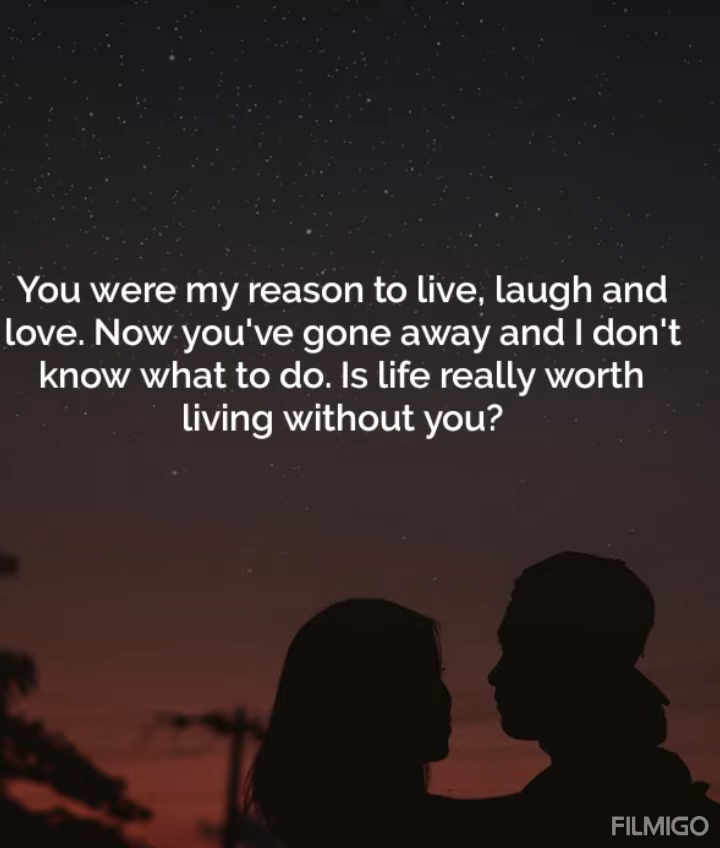 You were my reason to live, laugh and
love. Now you've gone away and I don't
know what to do. Is life really worth
living without you?
FILMIGO